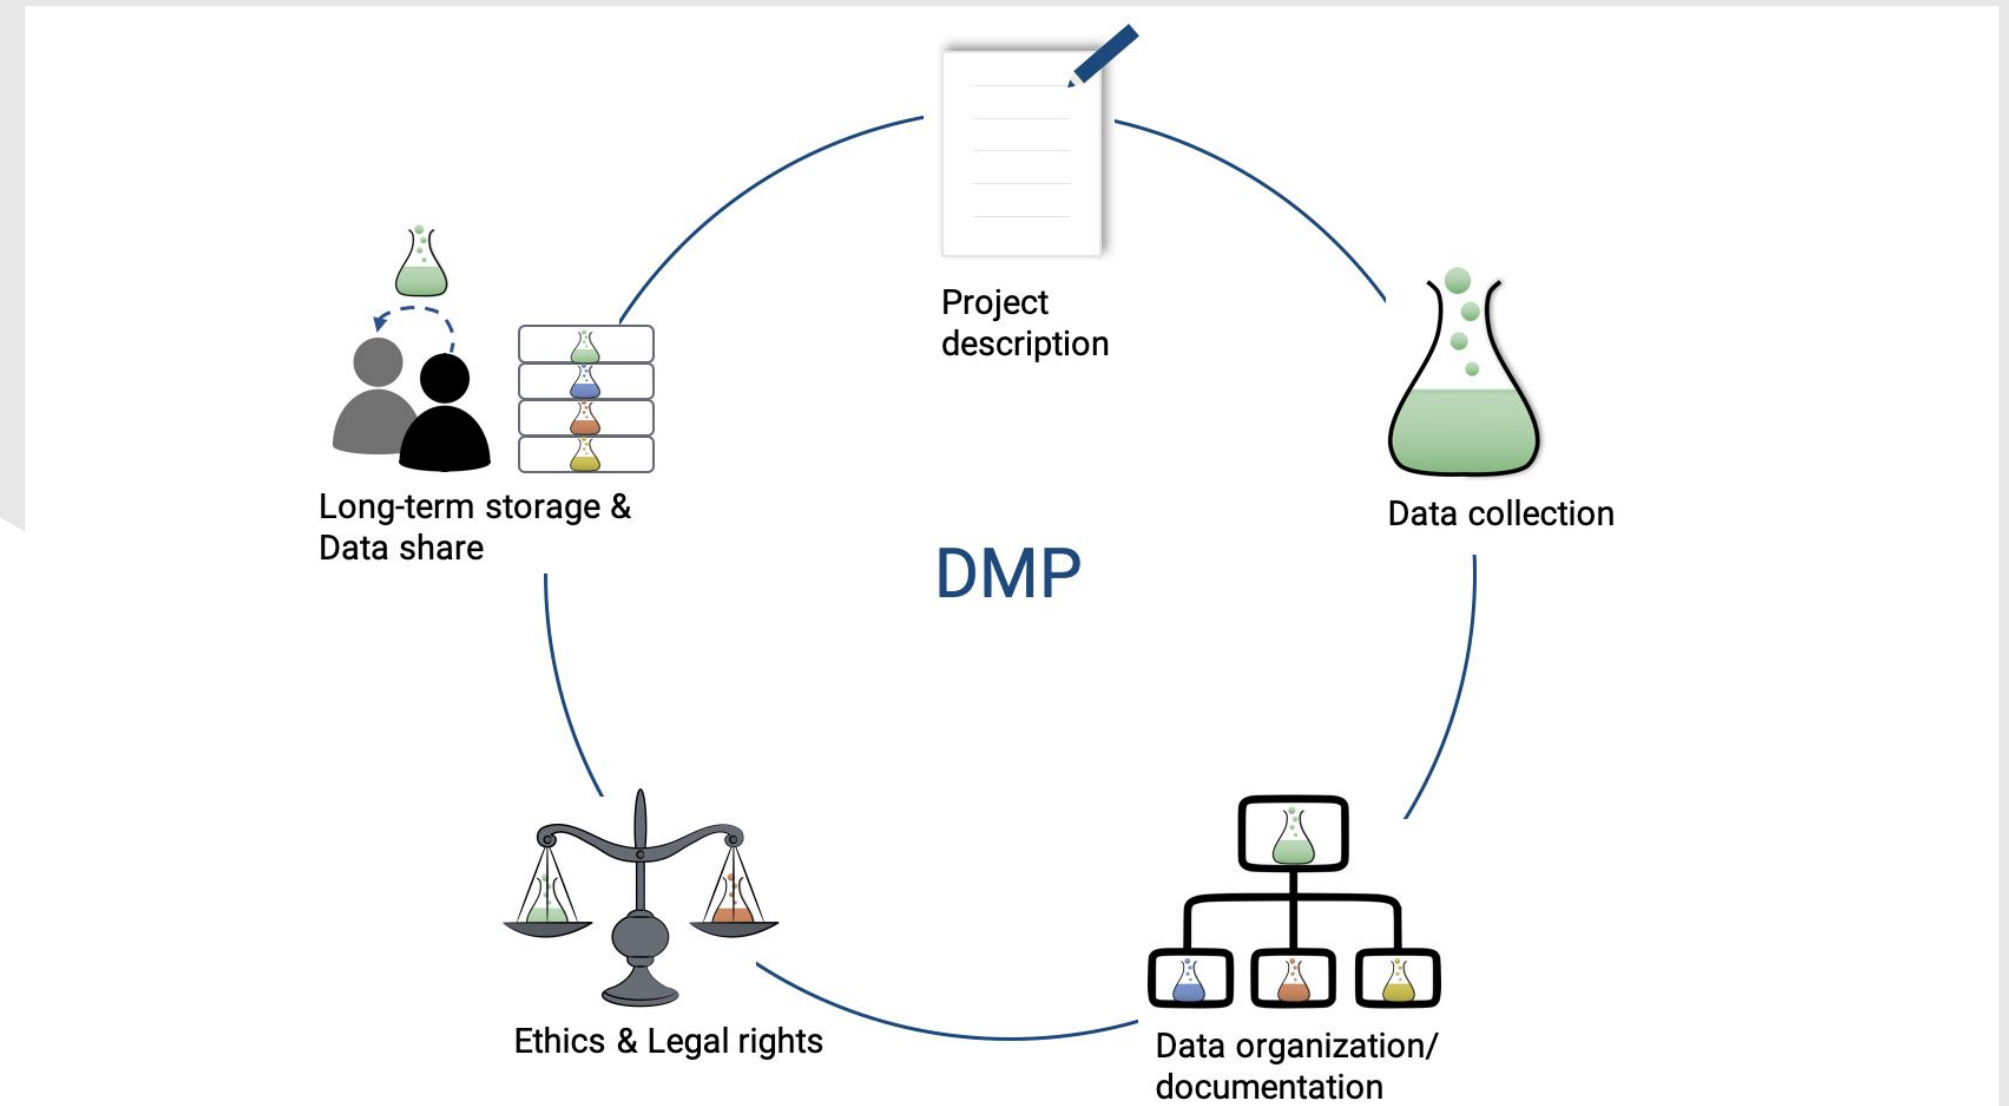 Project
description
Data collection
Data organization/
documentation
Ethics & Legal rights
Long-term storage &
Data share
DMP